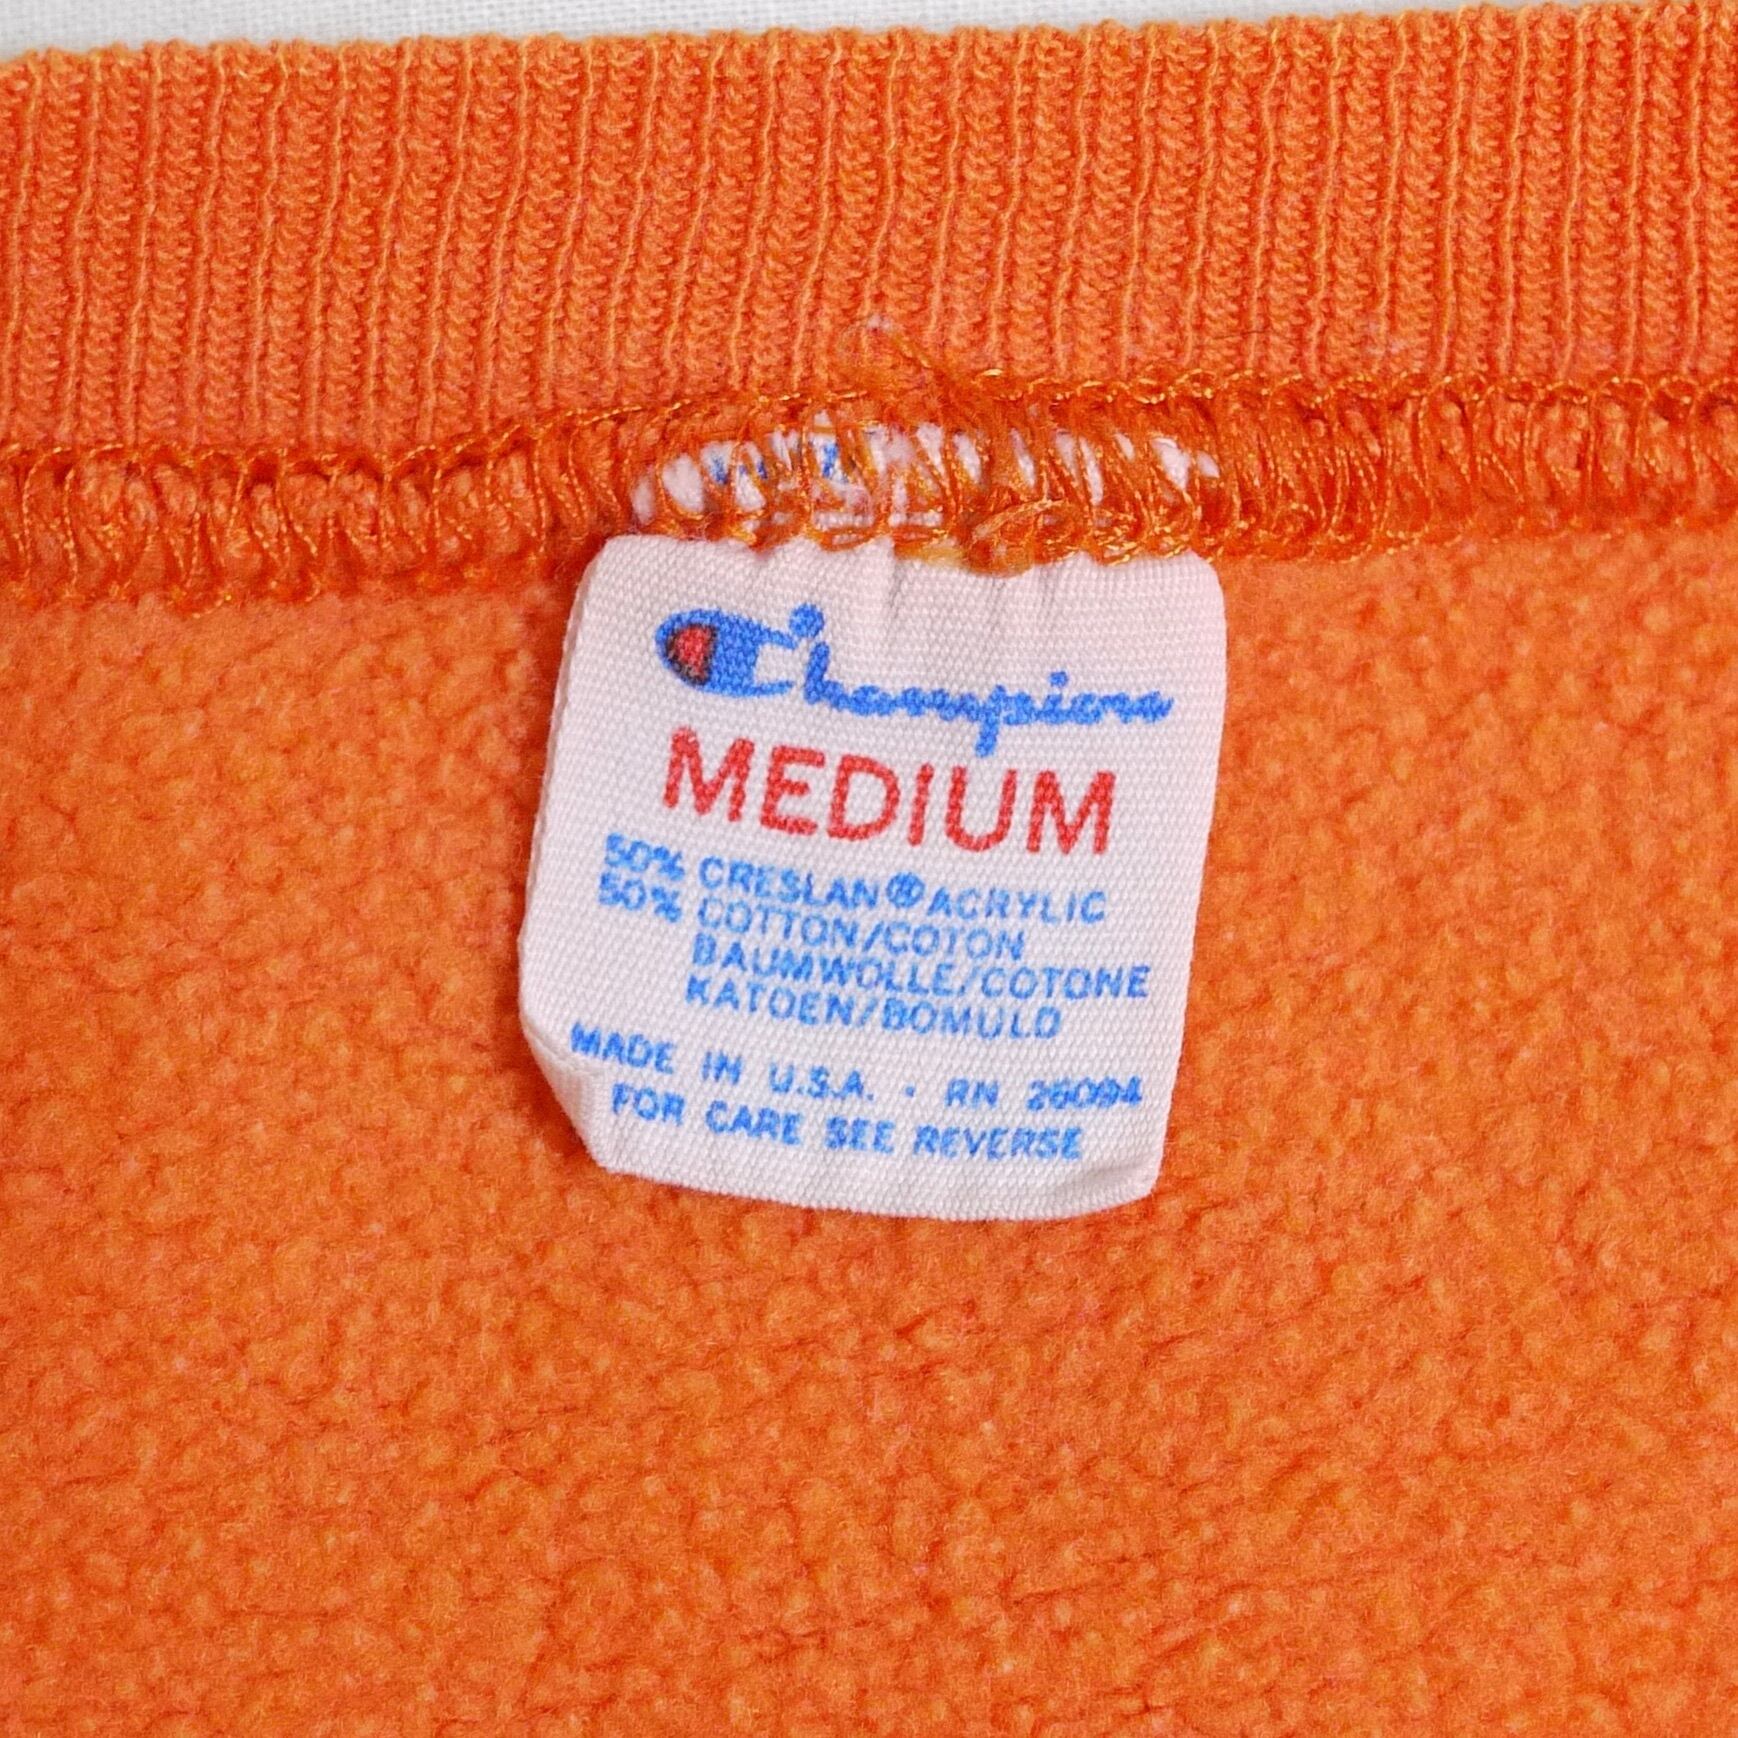 Champion
MEDIUM
50% CRESLAN® ACRYLIC
50% COTTON/COTON
BAUMWOLLE/COTONE
KATOEN/BOMULD
MADE IN U.S.A. · RN 26094
FOR CARE SEE REVERSE